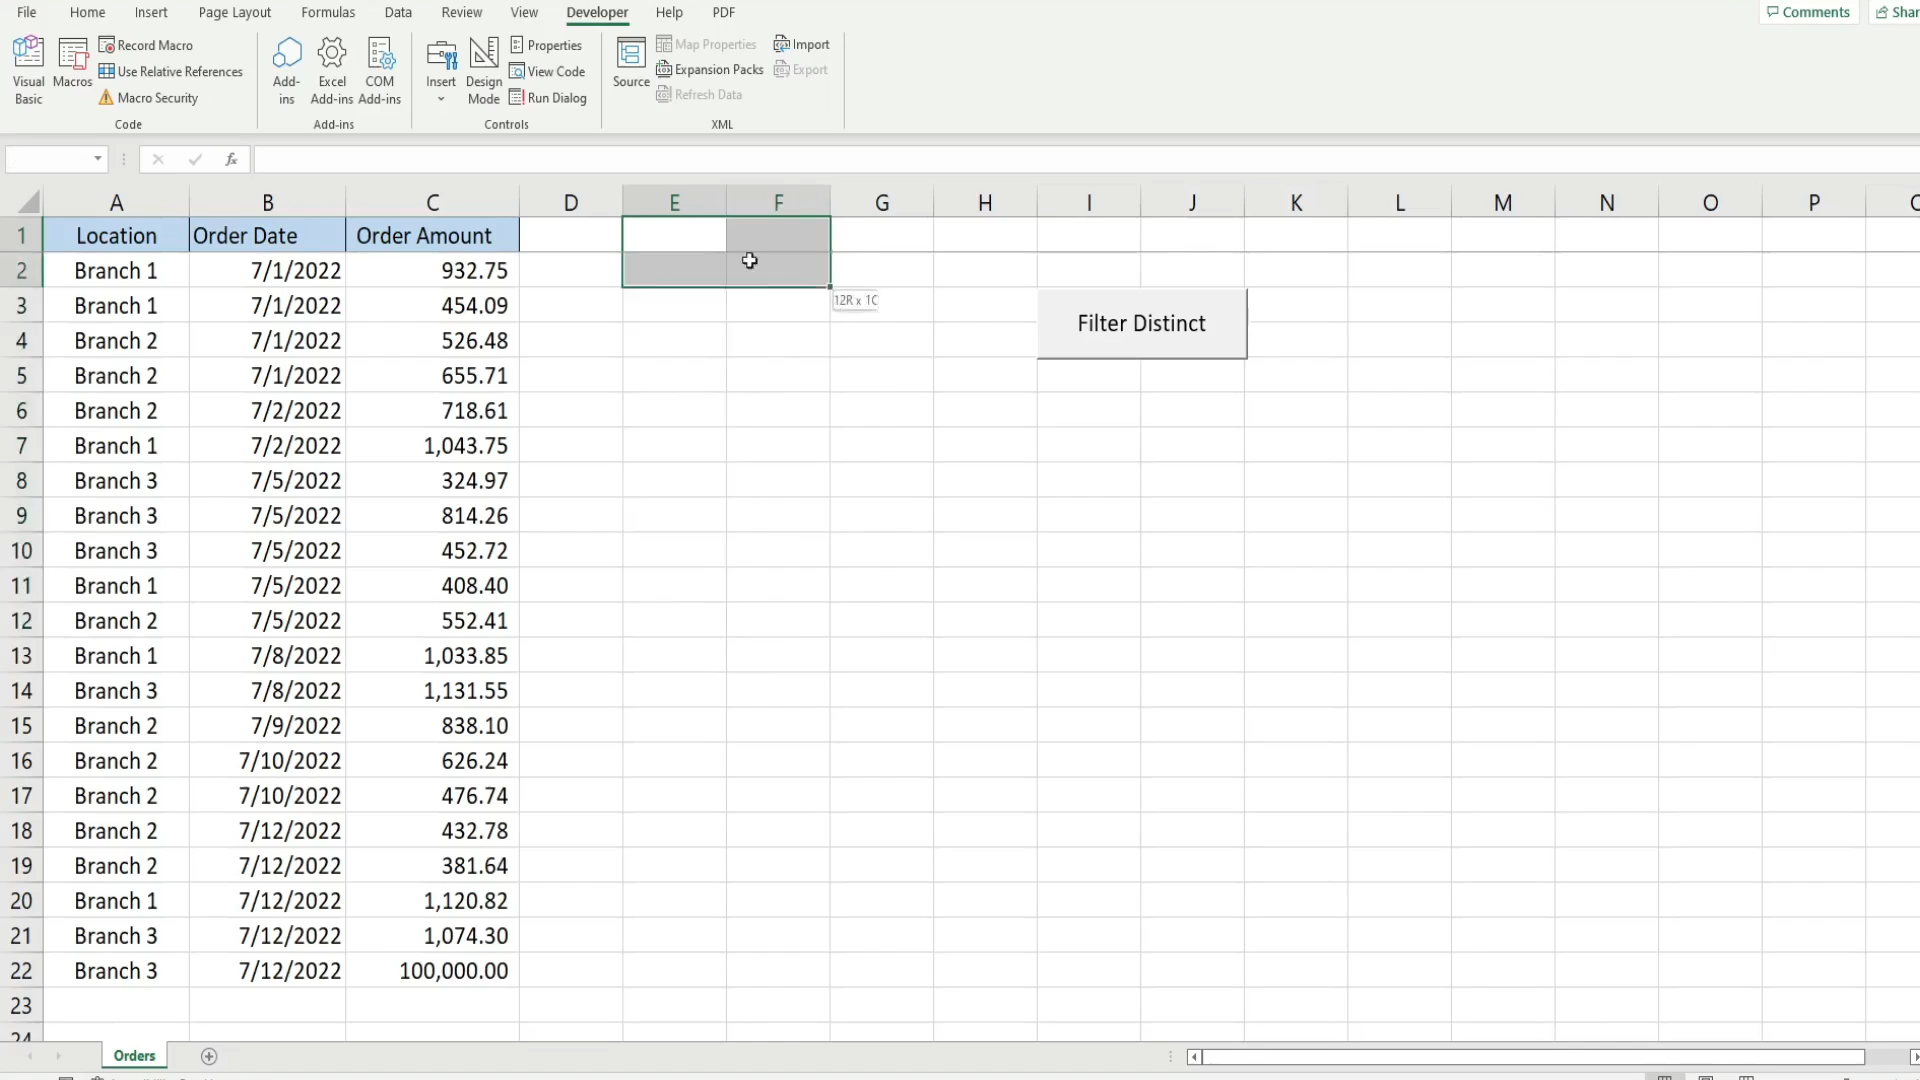 File Home Insert Page Layout Formulas Data Review View Developer Help PDF Comments
Record Macro
Use Relative References
Macro Security
Visual Basic
Macros
Code
Add-ins
Excel Add-ins
COM Add-ins
Add-ins
Insert
Design Mode
Properties
View Code
Run Dialog
Controls
Source
Map Properties
Expansion Packs
Refresh Data
Import
Export
XML
fx
A B C D E F G H I J K L M N O P
1 Location Order Date Order Amount
2 Branch 1 7/1/2022 932.75
3 Branch 1 7/1/2022 454.09
4 Branch 2 7/1/2022 526.48
5 Branch 2 7/1/2022 655.71
6 Branch 2 7/2/2022 718.61
7 Branch 1 7/2/2022 1,043.75
8 Branch 3 7/5/2022 324.97
9 Branch 3 7/5/2022 814.26
10 Branch 3 7/5/2022 452.72
11 Branch 1 7/5/2022 408.40
12 Branch 2 7/5/2022 552.41
13 Branch 1 7/8/2022 1,033.85
14 Branch 3 7/8/2022 1,131.55
15 Branch 2 7/9/2022 838.10
16 Branch 2 7/10/2022 626.24
17 Branch 2 7/10/2022 476.74
18 Branch 2 7/12/2022 432.78
19 Branch 2 7/12/2022 381.64
20 Branch 1 7/12/2022 1,120.82
21 Branch 3 7/12/2022 1,074.30
22 Branch 3 7/12/2022 100,000.00
23
24
12R x 1C
Filter Distinct
Orders